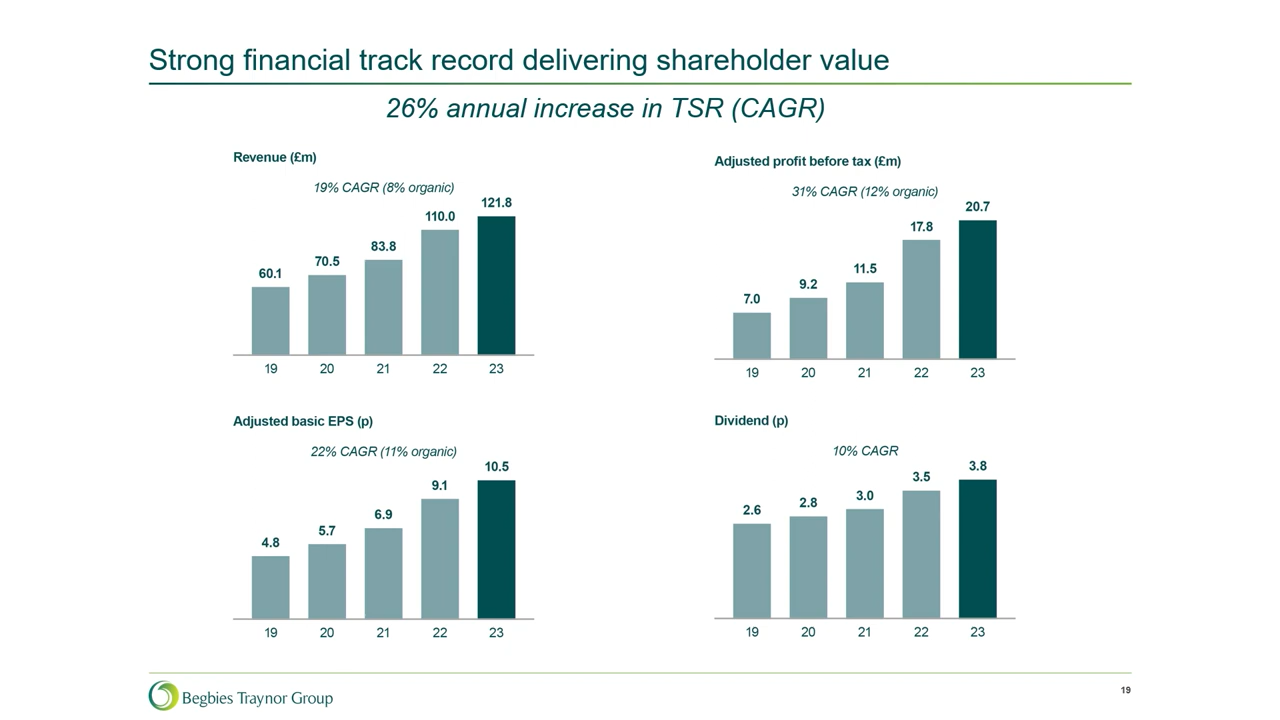 Strong financial track record delivering shareholder value
26% annual increase in TSR (CAGR)
Revenue (£m)
19% CAGR (8% organic)
60.1
70.5
83.8
110.0
121.8
19 20 21 22 23
Adjusted profit before tax (£m)
31% CAGR (12% organic)
7.0
9.2
11.5
17.8
20.7
19 20 21 22 23
Adjusted basic EPS (p)
22% CAGR (11% organic)
4.8
5.7
6.9
9.1
10.5
19 20 21 22 23
Dividend (p)
10% CAGR
2.6
2.8
3.0
3.5
3.8
19 20 21 22 23
Begbies Traynor Group
19